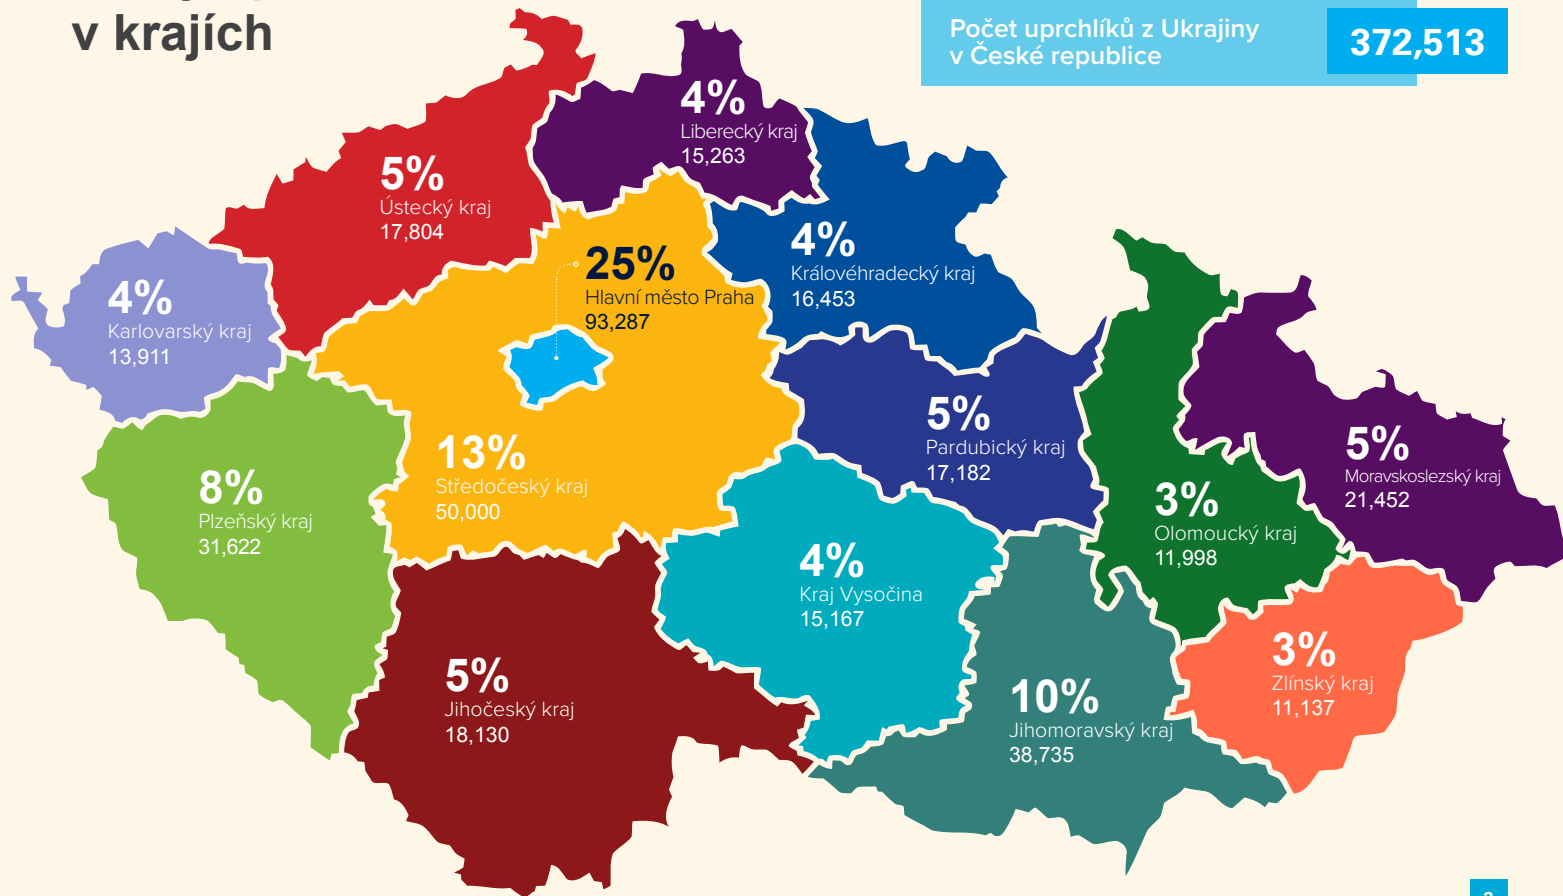 v krajích
Počet uprchlíků z Ukrajiny
v České republice
372,513
4%
Liberecký kraj
15,263
5%
Ústecký kraj
17,804
4%
Královéhradecký kraj
16,453
25%
Hlavní město Praha
93,287
4%
Karlovarský kraj
13,911
5%
Pardubický kraj
17,182
13%
Středočeský kraj
50,000
5%
Moravskoslezský kraj
21,452
8%
Plzeňský kraj
31,622
3%
Olomoucký kraj
11,998
4%
Kraj Vysočina
15,167
3%
Zlínský kraj
11,137
5%
Jihočeský kraj
18,130
10%
Jihomoravský kraj
38,735